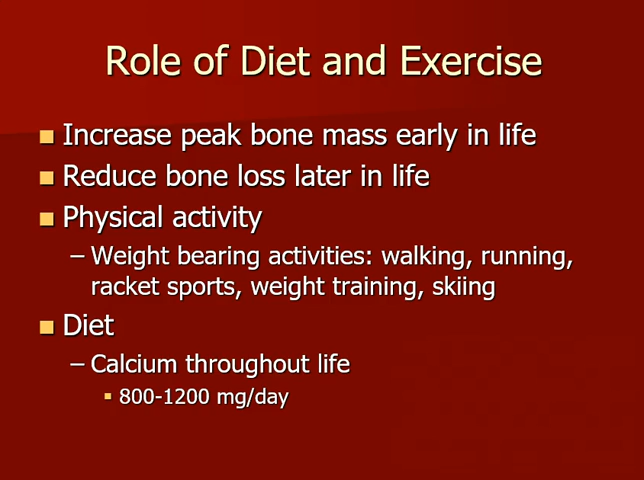 Role of Diet and Exercise
■ Increase peak bone mass early in life
■ Reduce bone loss later in life
■ Physical activity
– Weight bearing activities: walking, running,
racket sports, weight training, skiing
■ Diet
– Calcium throughout life
■ 800-1200 mg/day